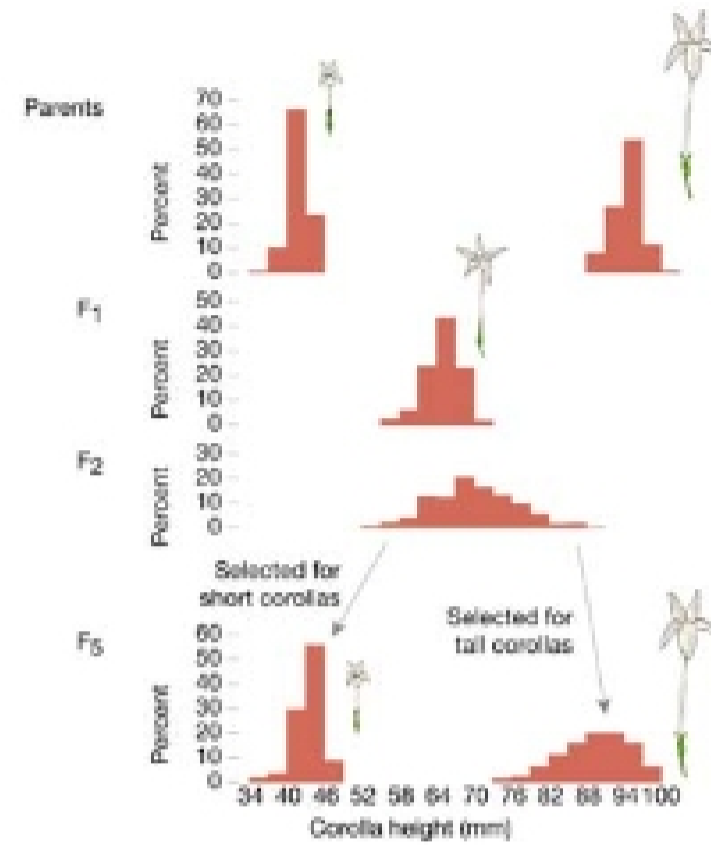 Parents
Percent
70
60
50
40
30
20
10
0
F1
Percent
50
40
30
20
10
0
F2
Percent
30
20
10
0
Selected for
short corollas
Selected for
tall corollas
F5
Percent
60
50
40
30
20
10
0
34 40 46 52 58 64 70 76 82 88 94 100
Corolla height (mm)